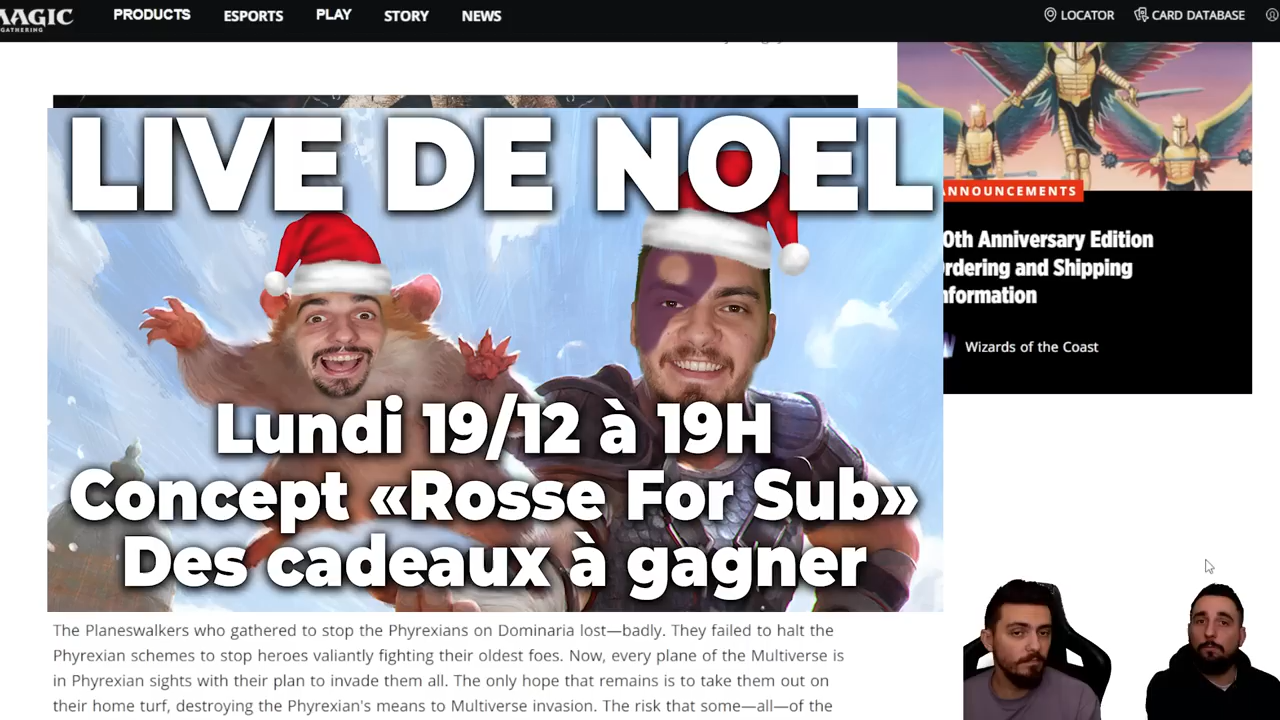 MAGIC
GATHERING
PRODUCTS
ESPORTS
PLAY
STORY
NEWS
LOCATOR
CARD DATABASE
LIVE DE NOEL
Lundi 19/12 à 19H
Concept «Rosse For Sub»
Des cadeaux à gagner
ANNOUNCEMENTS
0th Anniversary Edition
rdering and Shipping
nformation
Wizards of the Coast
The Planeswalkers who gathered to stop the Phyrexians on Dominaria lost—badly. They failed to halt the
Phyrexian schemes to stop heroes valiantly fighting their oldest foes. Now, every plane of the Multiverse is
in Phyrexian sights with their plan to invade them all. The only hope that remains is to take them out on
their home turf, destroying the Phyrexian's means to Multiverse invasion. The risk that some—all—of the